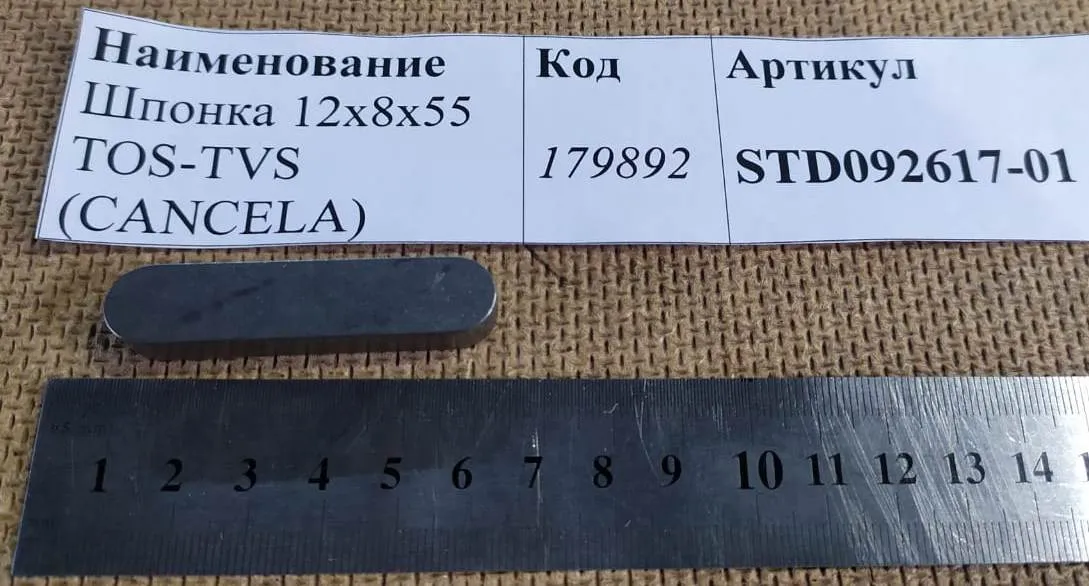 Наименование Код Артикул
Шпонка 12х8х55
TOS-TVS 179892 STD092617-01
(CANCELA)
1 2 3 4 5 6 7 8 9 10 11 12 13 14